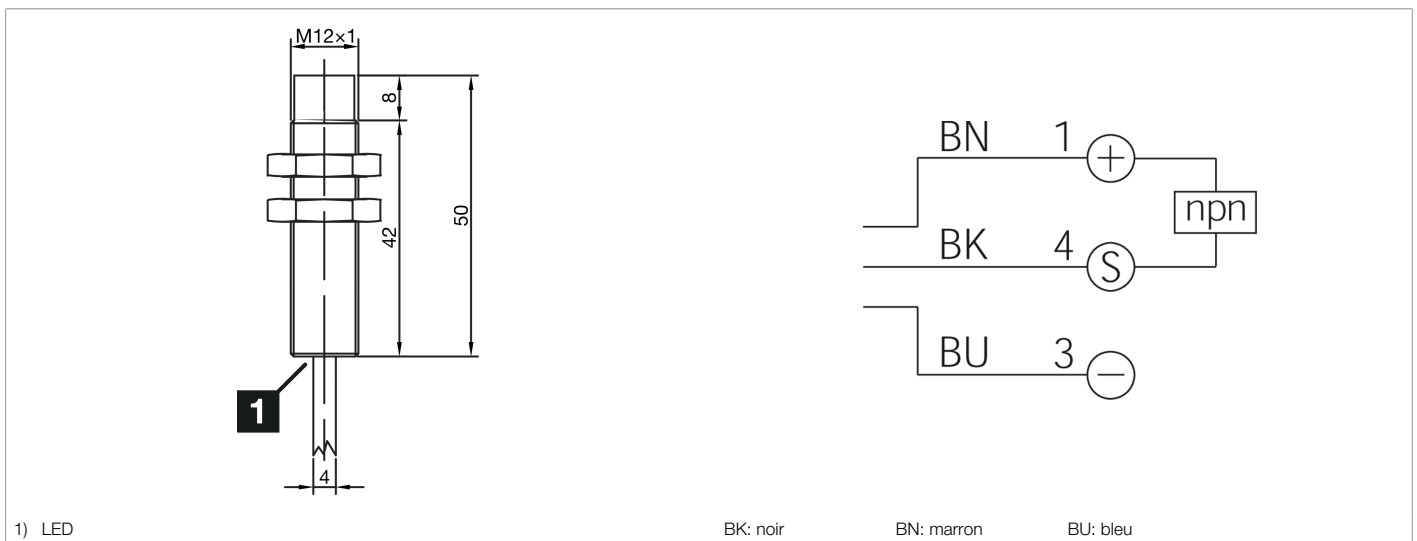 M12×1
8
42
50
1
4
BN 1 +
npn
BK 4 S
BU 3 −
1) LED
BK: noir BN: marron BU: bleu